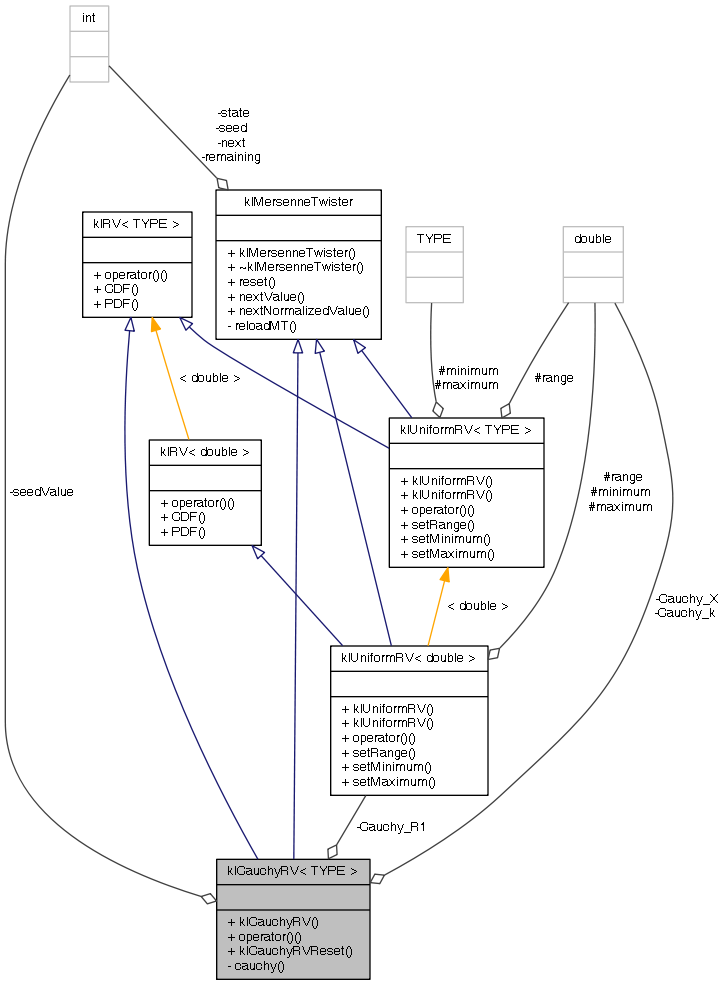 int
-state
-seed
-next
-remaining
klMersenneTwister
+ klMersenneTwister()
+ ~klMersenneTwister()
+ reset()
+ nextValue()
+ nextNormalizedValue()
- reloadMT()
klRV< TYPE >
+ operator()()
+ CDF()
+ PDF()
TYPE
double
#minimum
#maximum
#range
< double >
klUniformRV< TYPE >
+ klUniformRV()
+ klUniformRV()
+ operator()()
+ setRange()
+ setMinimum()
+ setMaximum()
klRV< double >
+ operator()()
+ CDF()
+ PDF()
-seedValue
#range
#minimum
#maximum
< double >
-Cauchy_X
-Cauchy_k
klUniformRV< double >
+ klUniformRV()
+ klUniformRV()
+ operator()()
+ setRange()
+ setMinimum()
+ setMaximum()
-Cauchy_R1
klCauchyRV< TYPE >
+ klCauchyRV()
+ operator()()
+ klCauchyRVReset()
- cauchy()